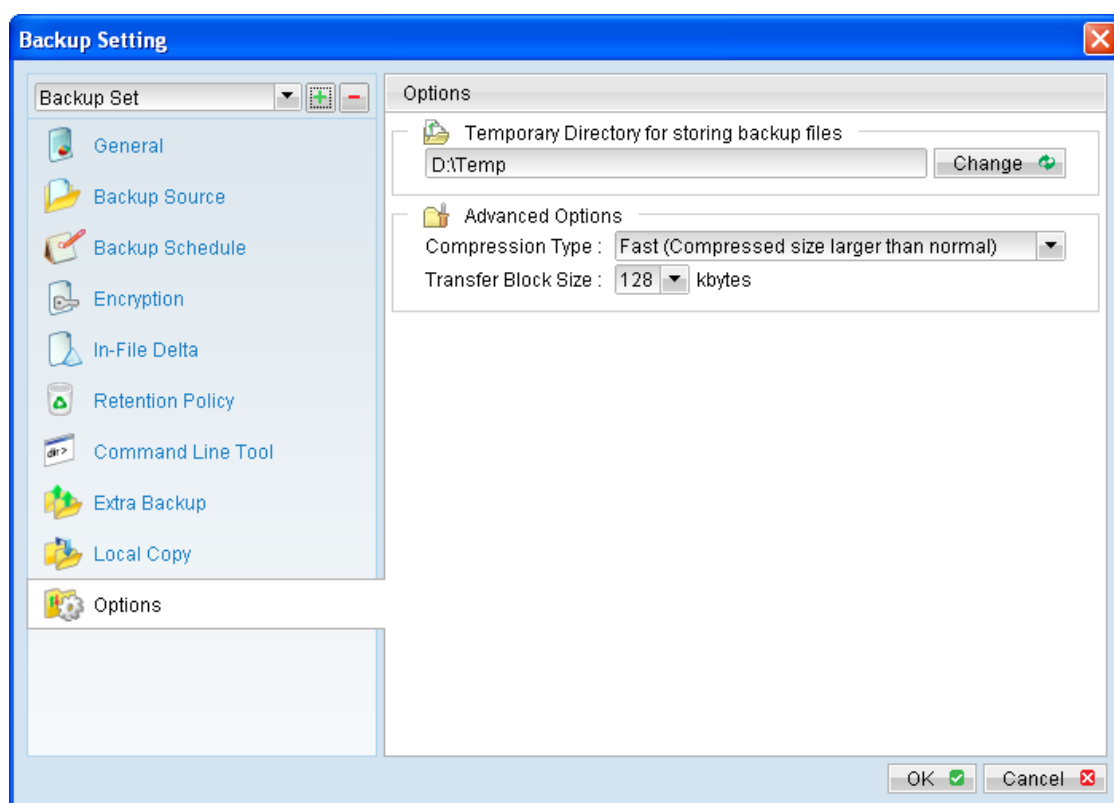 Backup Setting
Backup Set
General
Backup Source
Backup Schedule
Encryption
In-File Delta
Retention Policy
dir >
Command Line Tool
Extra Backup
Local Copy
Options
Options
Temporary Directory for storing backup files
D:\Temp
Change
Advanced Options
Compression Type : Fast (Compressed size larger than normal)
Transfer Block Size : 128 kbytes
OK Cancel